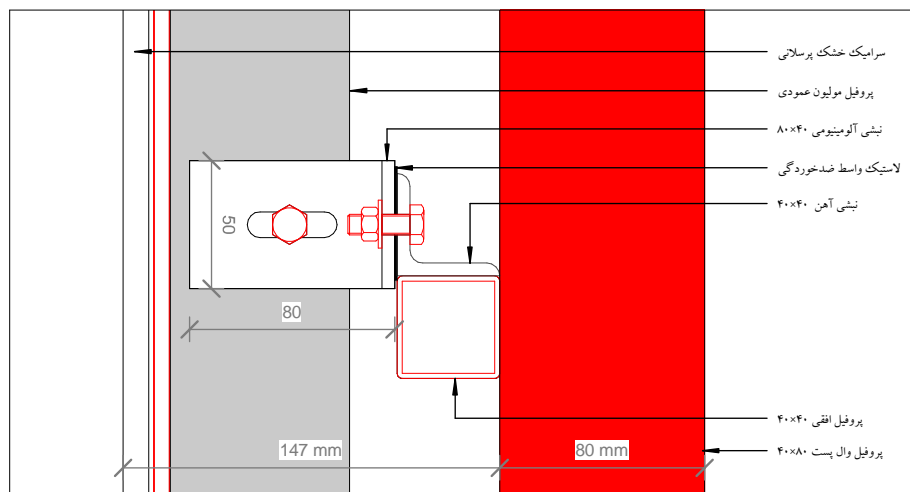 سرامیک خشک پرسلانی
پروفیل مولیون عمودی
نبشی آلومینیومی ۴۰×۸۰
لاستیک واسط ضدخوردگی
نبشی آهن ۴۰×۴۰
50
80
پروفیل افقی ۴۰×۴۰
147 mm
80 mm
پروفیل وال پست ۸۰×۴۰